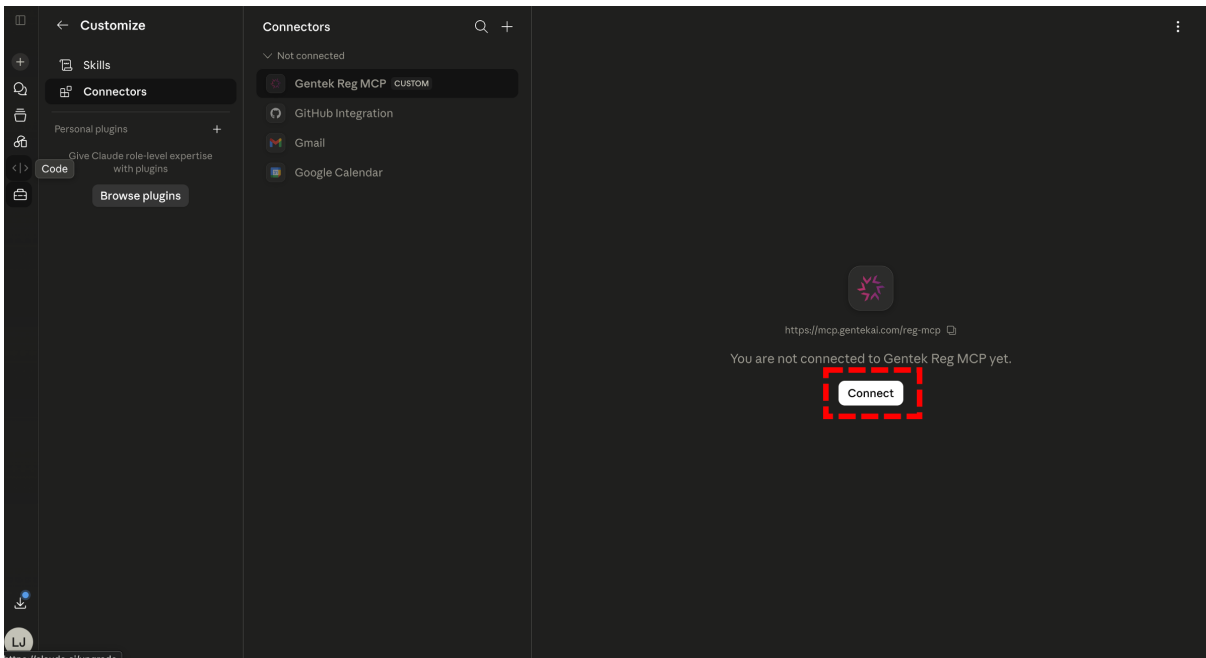 Customize
Skills
Connectors
Personal plugins
Give Claude role-level expertise
with plugins
Code
Browse plugins
LJ
Connectors
Not connected
Gentek Reg MCP CUSTOM
GitHub Integration
Gmail
Google Calendar
https://mcp.gentekai.com/reg-mcp
You are not connected to Gentek Reg MCP yet.
Connect